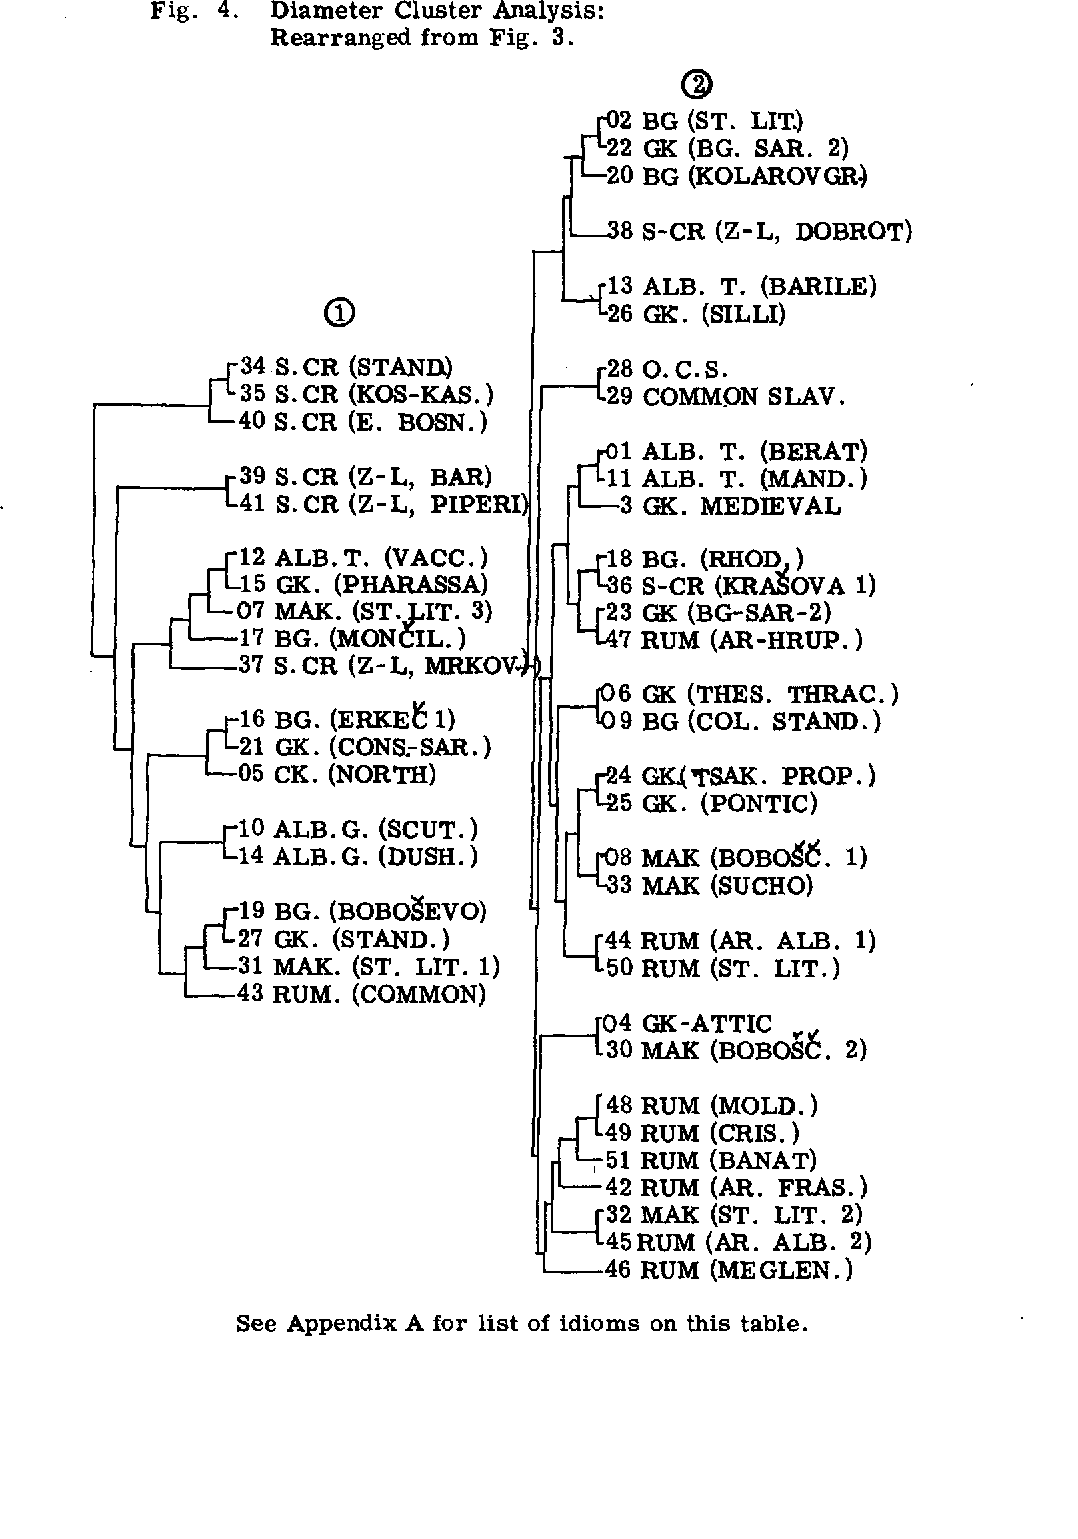 Fig. 4. Diameter Cluster Analysis:
Rearranged from Fig. 3.
①
34 S.CR (STAND)
35 S.CR (KOS-KAS.)
40 S.CR (E. BOSN.)
39 S.CR (Z-L, BAR)
41 S.CR (Z-L, PIPERI)
12 ALB.T. (VACC.)
15 GK. (PHARASSA)
07 MAK. (ST. LIT. 3)
17 BG. (MONČIL.)
37 S.CR (Z-L, MRKOV.)
16 BG. (ERKEČ 1)
21 GK. (CONS.-SAR.)
05 CK. (NORTH)
10 ALB.G. (SCUT.)
14 ALB.G. (DUSH.)
19 BG. (BOBOŠEVO)
27 GK. (STAND.)
31 MAK. (ST. LIT. 1)
43 RUM. (COMMON)
②
02 BG (ST. LIT.)
22 GK (BG. SAR. 2)
20 BG (KOLAROVGR.)
38 S-CR (Z-L, DOBROT)
13 ALB. T. (BARILE)
26 GK. (SILLI)
28 O.C.S.
29 COMMON SLAV.
01 ALB. T. (BERAT)
11 ALB. T. (MAND.)
3 GK. MEDIEVAL
18 BG. (RHOD.)
36 S-CR (KRAŠOVA 1)
23 GK (BG-SAR-2)
47 RUM (AR-HRUP.)
06 GK (THES. THRAC.)
09 BG (COL. STAND.)
24 GK. (TSAK. PROP.)
25 GK. (PONTIC)
08 MAK (BOBOŠČ. 1)
33 MAK (SUCHO)
44 RUM (AR. ALB. 1)
50 RUM (ST. LIT.)
04 GK-ATTIC
30 MAK (BOBOŠČ. 2)
48 RUM (MOLD.)
49 RUM (CRIS.)
51 RUM (BANAT)
42 RUM (AR. FRAS.)
32 MAK (ST. LIT. 2)
45 RUM (AR. ALB. 2)
46 RUM (MEGLEN.)
See Appendix A for list of idioms on this table.